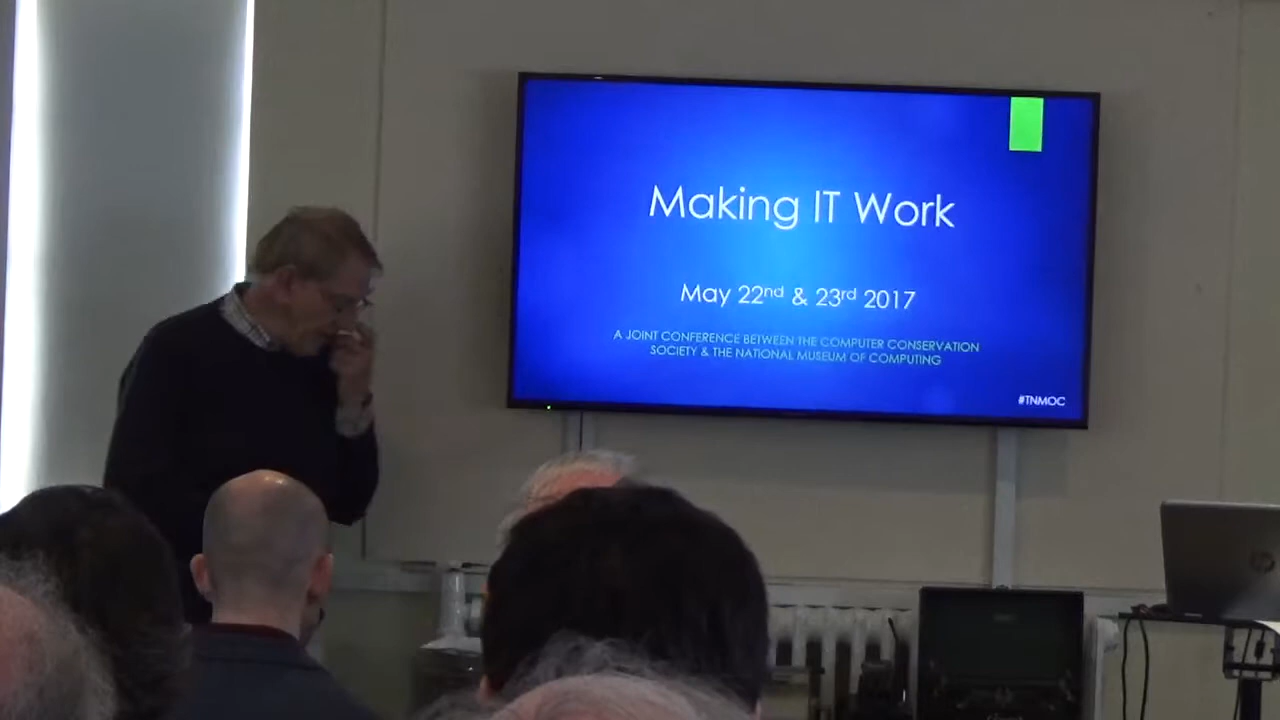 Making IT Work
May 22nd & 23rd 2017
A JOINT CONFERENCE BETWEEN THE COMPUTER CONSERVATION
SOCIETY & THE NATIONAL MUSEUM OF COMPUTING
#TNMOC
hp